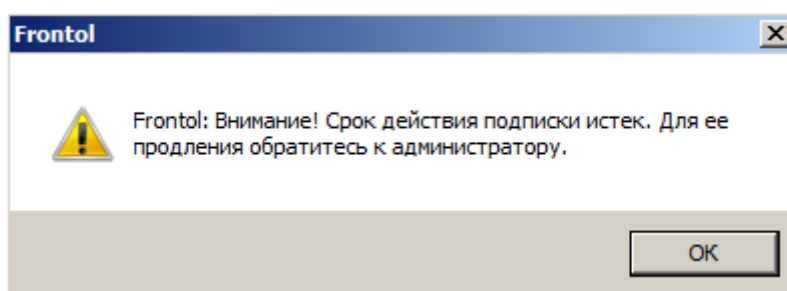 Frontol
Frontol: Внимание! Срок действия подписки истек. Для ее
продления обратитесь к администратору.
OK